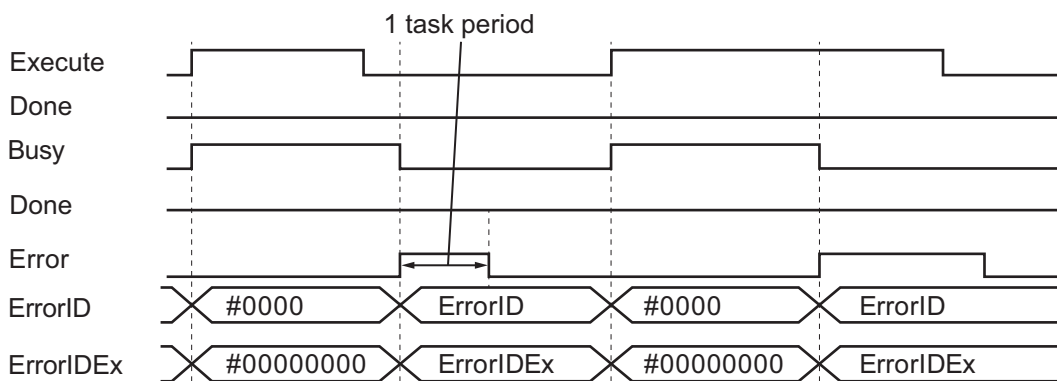 1 task period
Execute
Done
Busy
Done
Error
ErrorID #0000 ErrorID #0000 ErrorID
ErrorIDEx #00000000 ErrorIDEx #00000000 ErrorIDEx